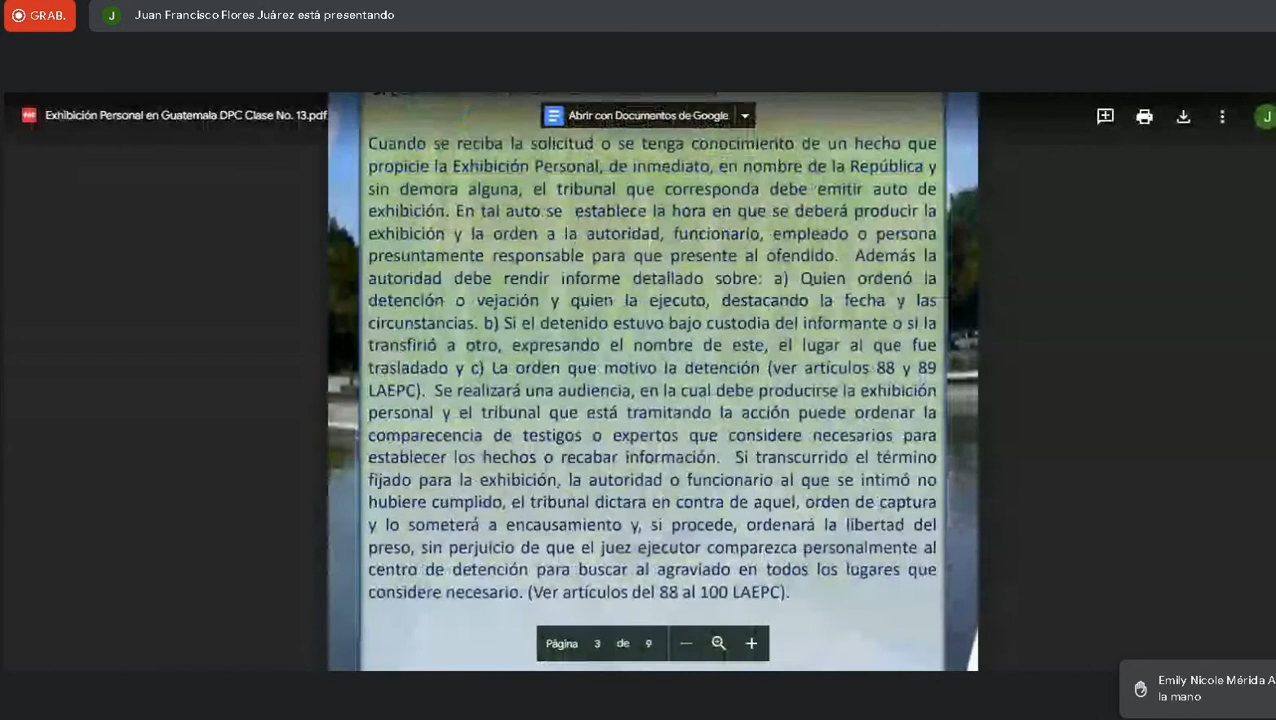 GRAB.
J
Juan Francisco Flores Juárez está presentando
Exhibición Personal en Guatemala DPC Clase No. 13.pdf
Abrir con Documentos de Google
J
Cuando se reciba la solicitud o se tenga conocimiento de un hecho que
propicie la Exhibición Personal, de inmediato, en nombre de la República y
sin demora alguna, el tribunal que corresponda debe emitir auto de
exhibición. En tal auto se establece la hora en que se deberá producir la
exhibición y la orden a la autoridad, funcionario, empleado o persona
presuntamente responsable para que presente al ofendido. Además la
autoridad debe rendir informe detallado sobre: a) Quien ordenó la
detención o vejación y quien la ejecuto, destacando la fecha y las
circunstancias. b) Si el detenido estuvo bajo custodia del informante o si la
transfirió a otro, expresando el nombre de este, el lugar al que fue
trasladado y c) La orden que motivo la detención (ver artículos 88 y 89
LAEPC). Se realizará una audiencia, en la cual debe producirse la exhibición
personal y el tribunal que está tramitando la acción puede ordenar la
comparecencia de testigos o expertos que considere necesarios para
establecer los hechos o recabar información. Si transcurrido el término
fijado para la exhibición, la autoridad o funcionario al que se intimó no
hubiere cumplido, el tribunal dictara en contra de aquel, orden de captura
y lo someterá a encausamiento y, si procede, ordenará la libertad del
preso, sin perjuicio de que el juez ejecutor comparezca personalmente al
centro de detención para buscar al agraviado en todos los lugares que
considere necesario. (Ver artículos del 88 al 100 LAEPC).
Página 3 de 9
Emily Nicole Mérida A
la mano